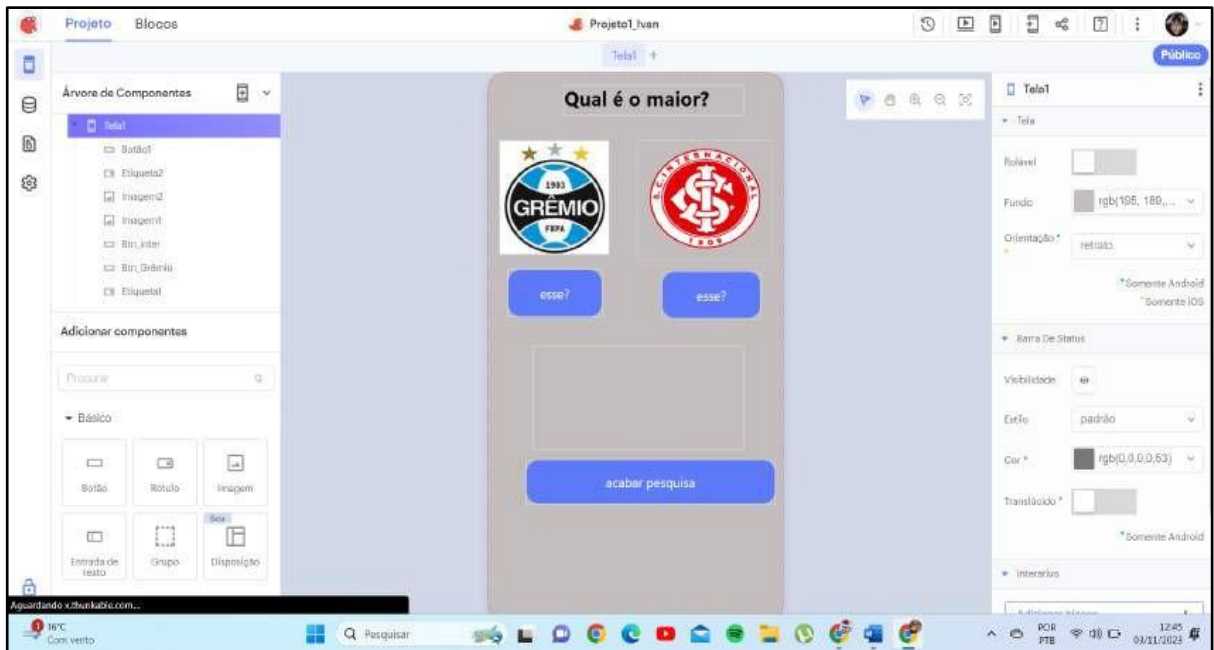 Projeto Blocos
Projeto1_Ivan
Tela1 +
Público
Árvore de Componentes
Tela1
Botão1
Etiqueta2
Imagem2
Imagem1
Btn_inter
Btn_Grêmio
Etiqueta1
Adicionar componentes
Procurar
Básico
Botão Rótulo Imagem
Entrada de texto
Grupo
Disposição
Aguardando x.thunkable.com...
Qual é o maior?
1903
GRÊMIO
FBPA
S.C. INTERNACIONAL
1909
esse?
esse?
acabar pesquisa
Tela1
Tela
Rolável
Fundo rgb(195, 189,...
Orientação * retrato
*Somente Android
*Somente iOS
Barra De Status
Visibilidade
Estilo padrão
Cor * rgb(0,0,0,0,53)
Translúcido *
*Somente Android
Interativo
16°C
Com vento
Pesquisar
POR
PTB
12:45
03/11/2023